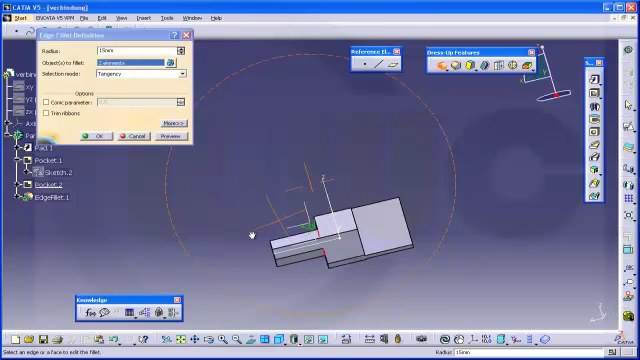 CATIA V5 - [verbindung]
Start ENOVIA V5 VPM File Edit View Insert Tools Window Help
Edge Fillet Definition
Radius: 15mm
Object(s) to fillet: 2 elements
Selection mode: Tangency
Options
Conic parameter:
Trim ribbons
More>>
OK Cancel Preview
Reference Ele...
Dress-Up Features
S...
Pad.1
Pocket.1
Sketch.2
Pocket.2
EdgeFillet.1
Knowledge
Select an edge or a face to edit the fillet. Radius 15mm